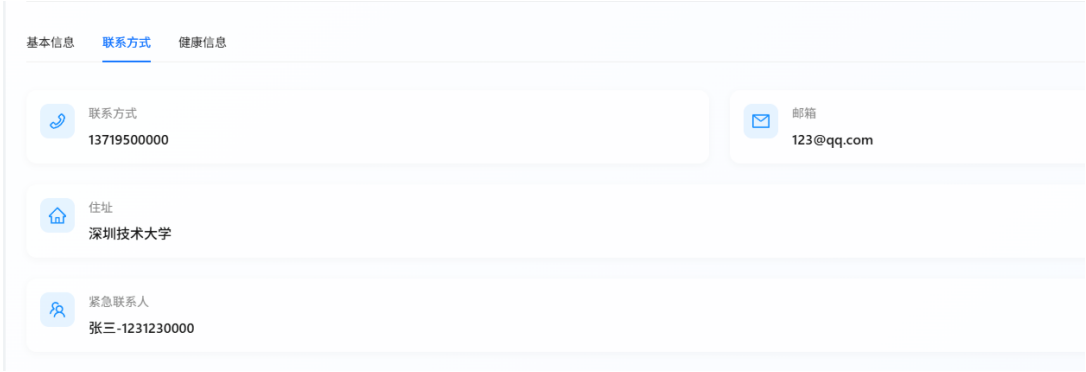 基本信息 联系方式 健康信息
联系方式 邮箱
13719500000 123@qq.com
住址
深圳技术大学
紧急联系人
张三-1231230000